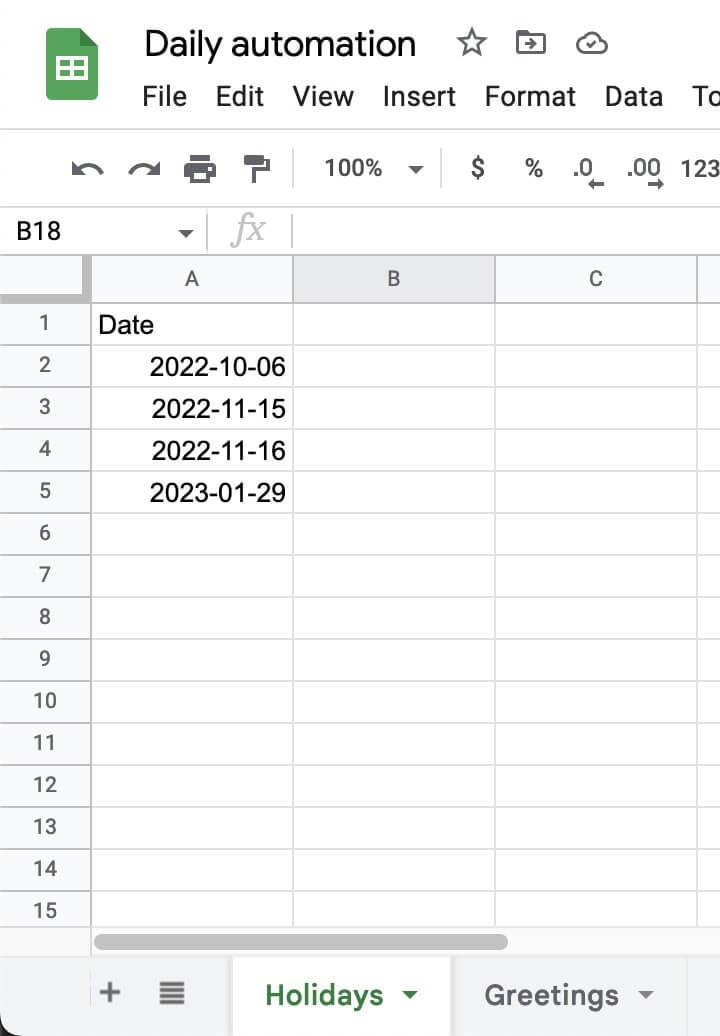 Daily automation
File Edit View Insert Format Data To
100% $ % .0 .00 123
B18 fx
A B C
1 Date
2 2022-10-06
3 2022-11-15
4 2022-11-16
5 2023-01-29
6
7
8
9
10
11
12
13
14
15
+ Holidays Greetings